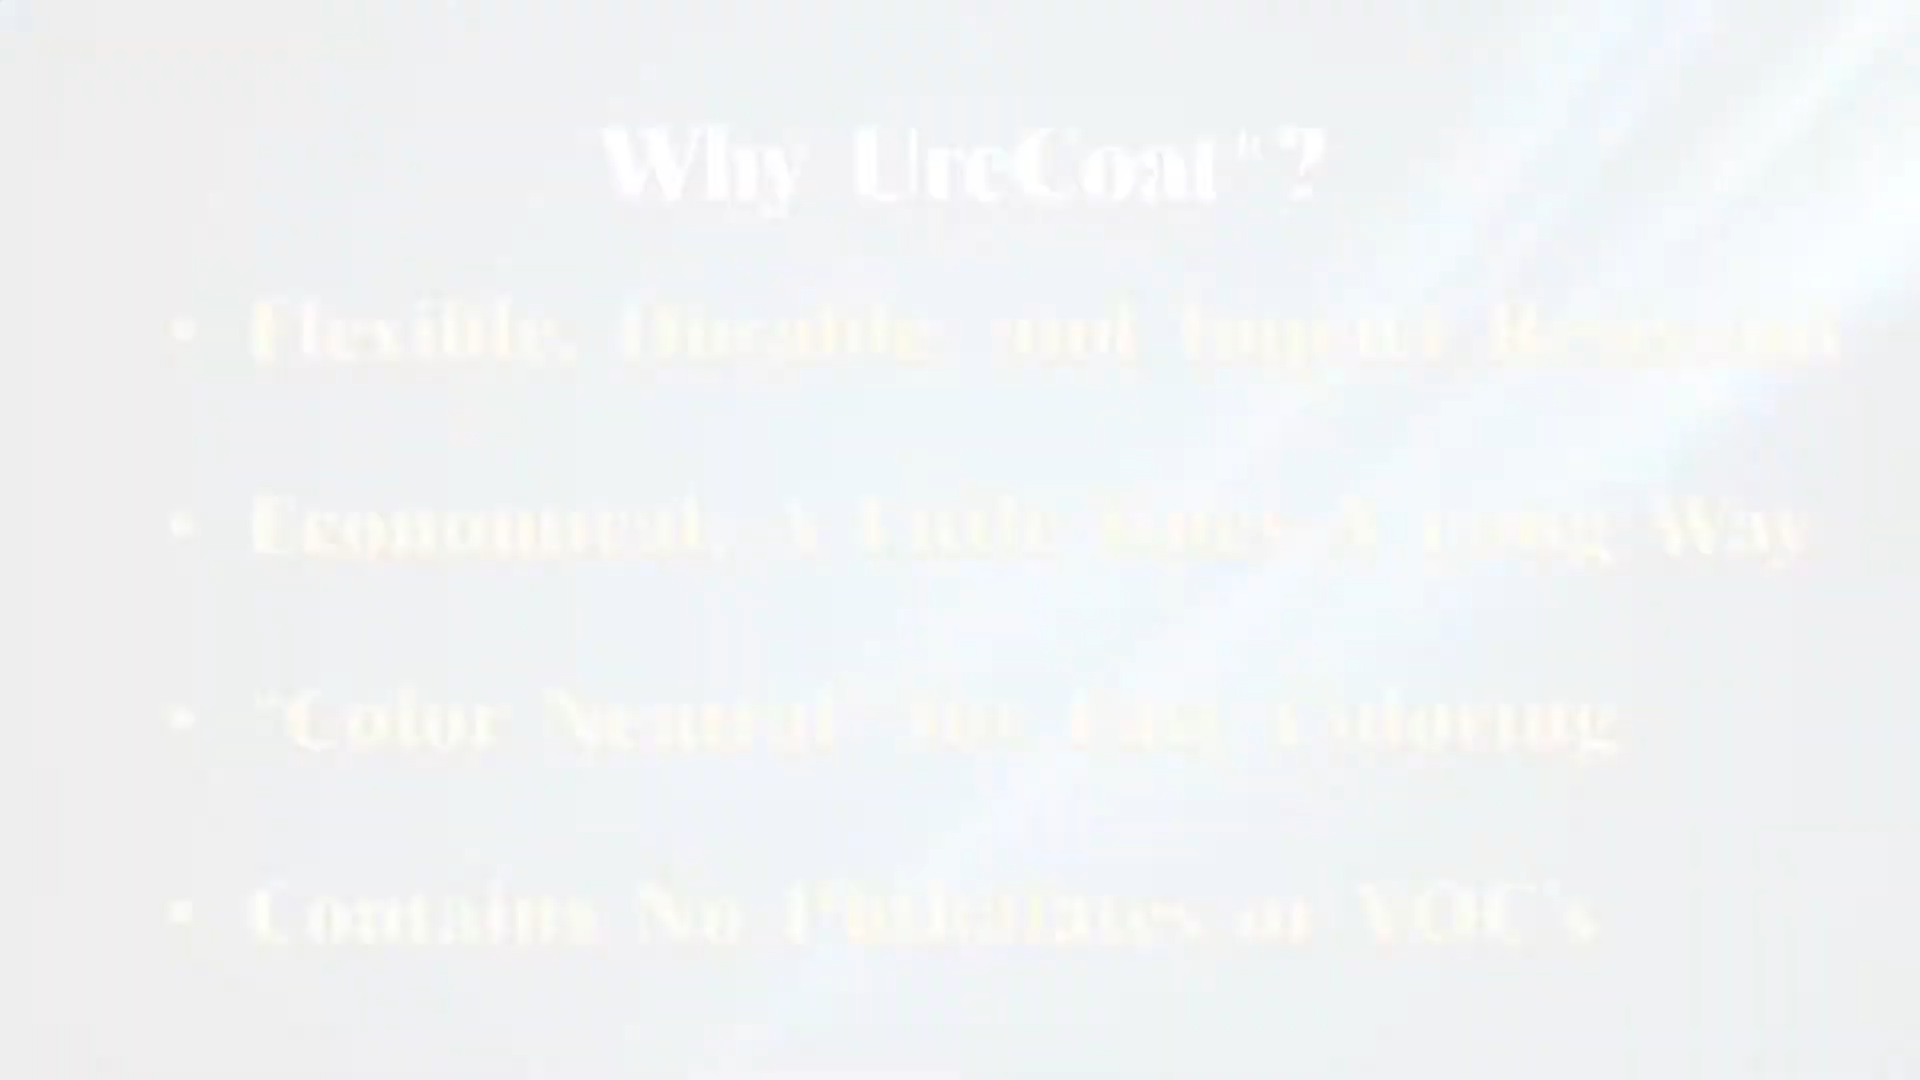 Why UreCoat®?
• Flexible, Durable and Impact Resistant
• Economical, A Little Goes A Long Way
• "Color Neutral" for Easy Coloring
• Contains No Phthalates or VOC's